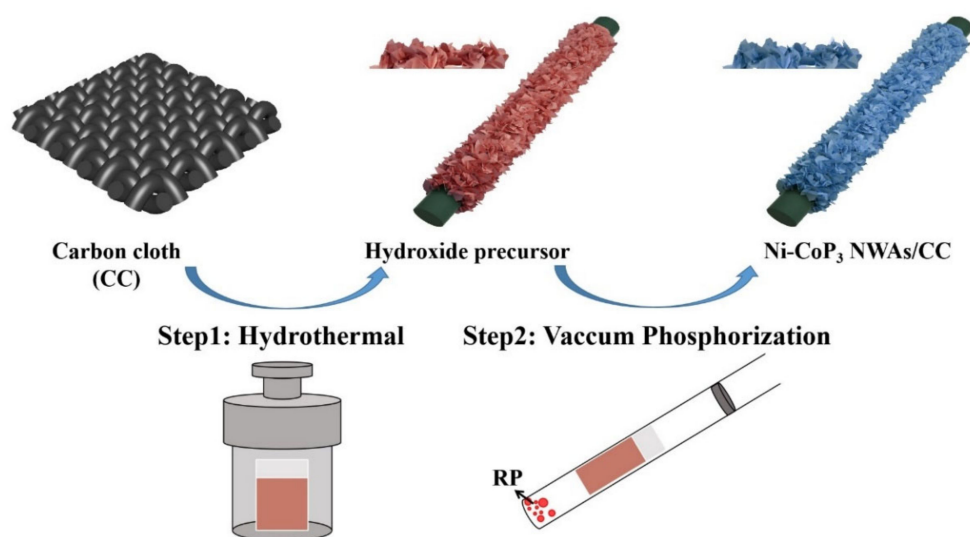 Carbon cloth
(CC)
Hydroxide precursor
Ni-CoP₃ NWAs/CC
Step1: Hydrothermal
Step2: Vaccum Phosphorization
RP